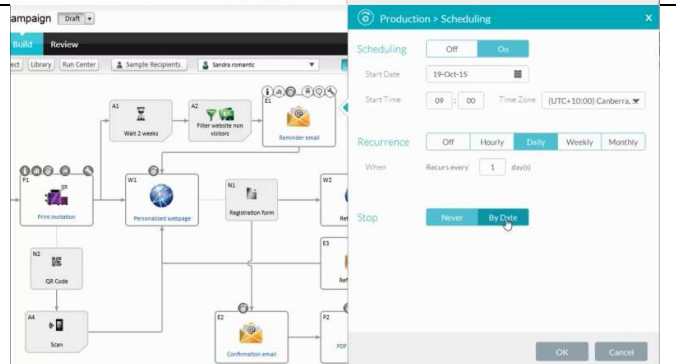 ampaign Draft
Build Review
ect Library Run Center Sample Recipients Sandra romantic
A1
Wait 2 weeks
A2
Filter website non
visitors
E1
Reminder email
P1
Print invitation
W1
Personalized webpage
N1
Registration form
W2
Ret
N2
QR Code
E3
Ref
A4
Scan
E2
Confirmation email
P2
PDF
Production > Scheduling x
Scheduling Off On
Start Date 19-Oct-15
Start Time 09 : 00 Time Zone (UTC+10:00) Canberra,
Recurrence Off Hourly Daily Weekly Monthly
When Recurs every 1 day(s)
Stop Never By Date
OK Cancel